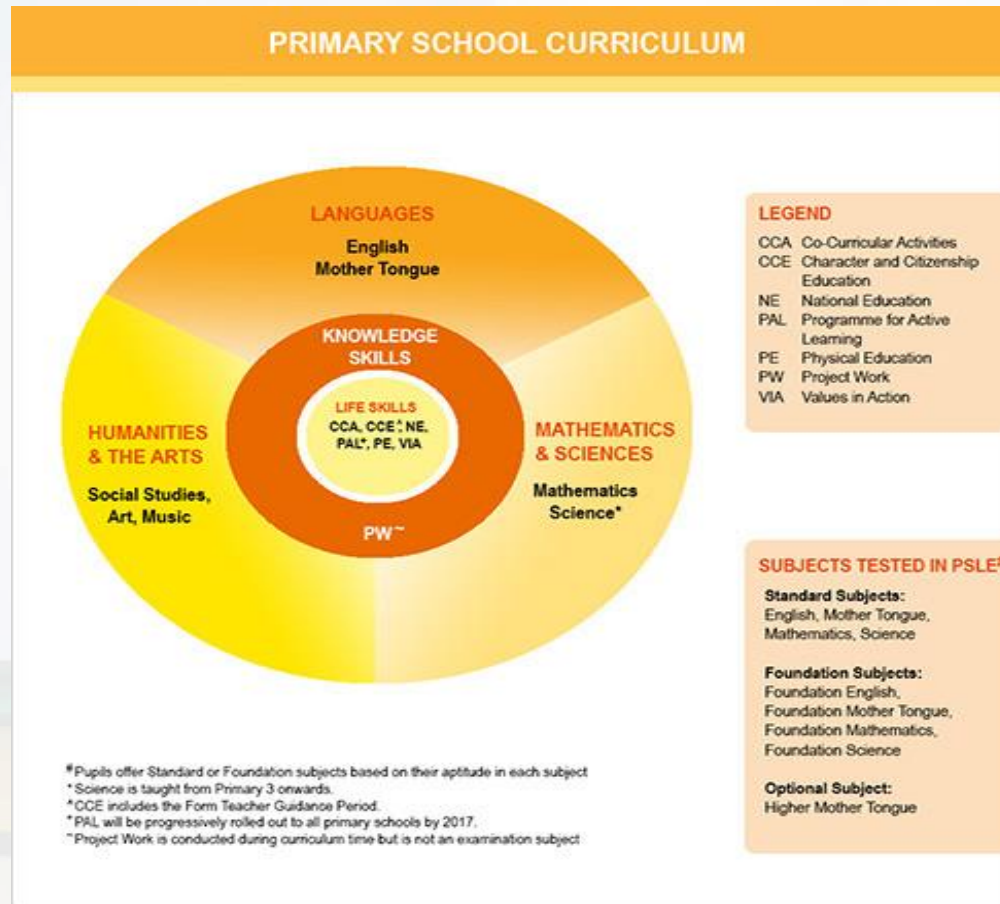 PRIMARY SCHOOL CURRICULUM
LANGUAGES
English
Mother Tongue
KNOWLEDGE
SKILLS
LIFE SKILLS
CCA, CCE^, NE,
PAL+, PE, VIA
PW~
HUMANITIES
& THE ARTS
Social Studies,
Art, Music
MATHEMATICS
& SCIENCES
Mathematics
Science*
LEGEND
CCA Co-Curricular Activities
CCE Character and Citizenship
Education
NE National Education
PAL Programme for Active
Learning
PE Physical Education
PW Project Work
VIA Values in Action
SUBJECTS TESTED IN PSLE#
Standard Subjects:
English, Mother Tongue,
Mathematics, Science
Foundation Subjects:
Foundation English,
Foundation Mother Tongue,
Foundation Mathematics,
Foundation Science
Optional Subject:
Higher Mother Tongue
#Pupils offer Standard or Foundation subjects based on their aptitude in each subject
*Science is taught from Primary 3 onwards.
^CCE includes the Form Teacher Guidance Period.
+PAL will be progressively rolled out to all primary schools by 2017.
~Project Work is conducted during curriculum time but is not an examination subject